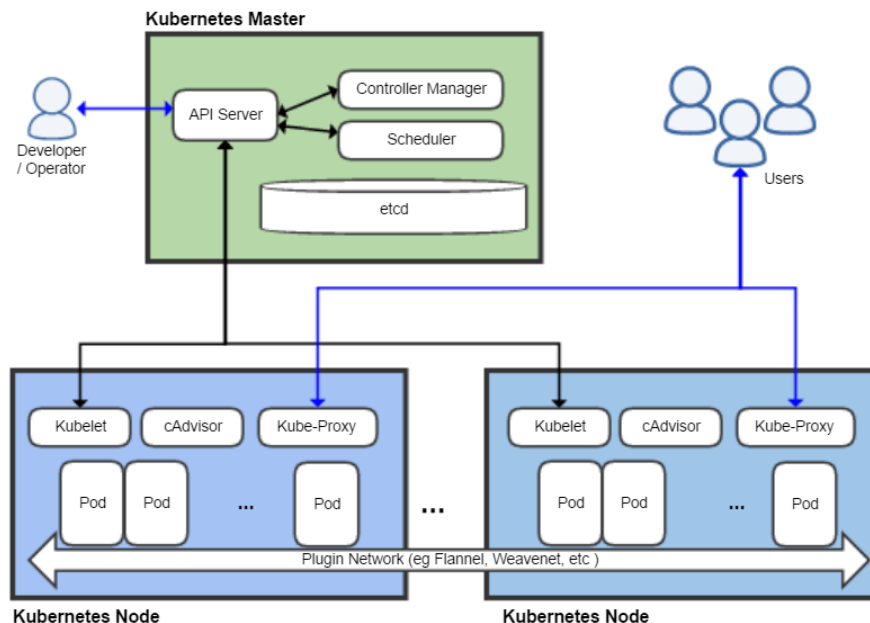 Kubernetes Master
API Server
Controller Manager
Scheduler
etcd
Developer
/ Operator
Users
Kubelet
cAdvisor
Kube-Proxy
Pod
Pod
...
Pod
...
Kubelet
cAdvisor
Kube-Proxy
Pod
Pod
...
Pod
Plugin Network (eg Flannel, Weavenet, etc )
Kubernetes Node
Kubernetes Node